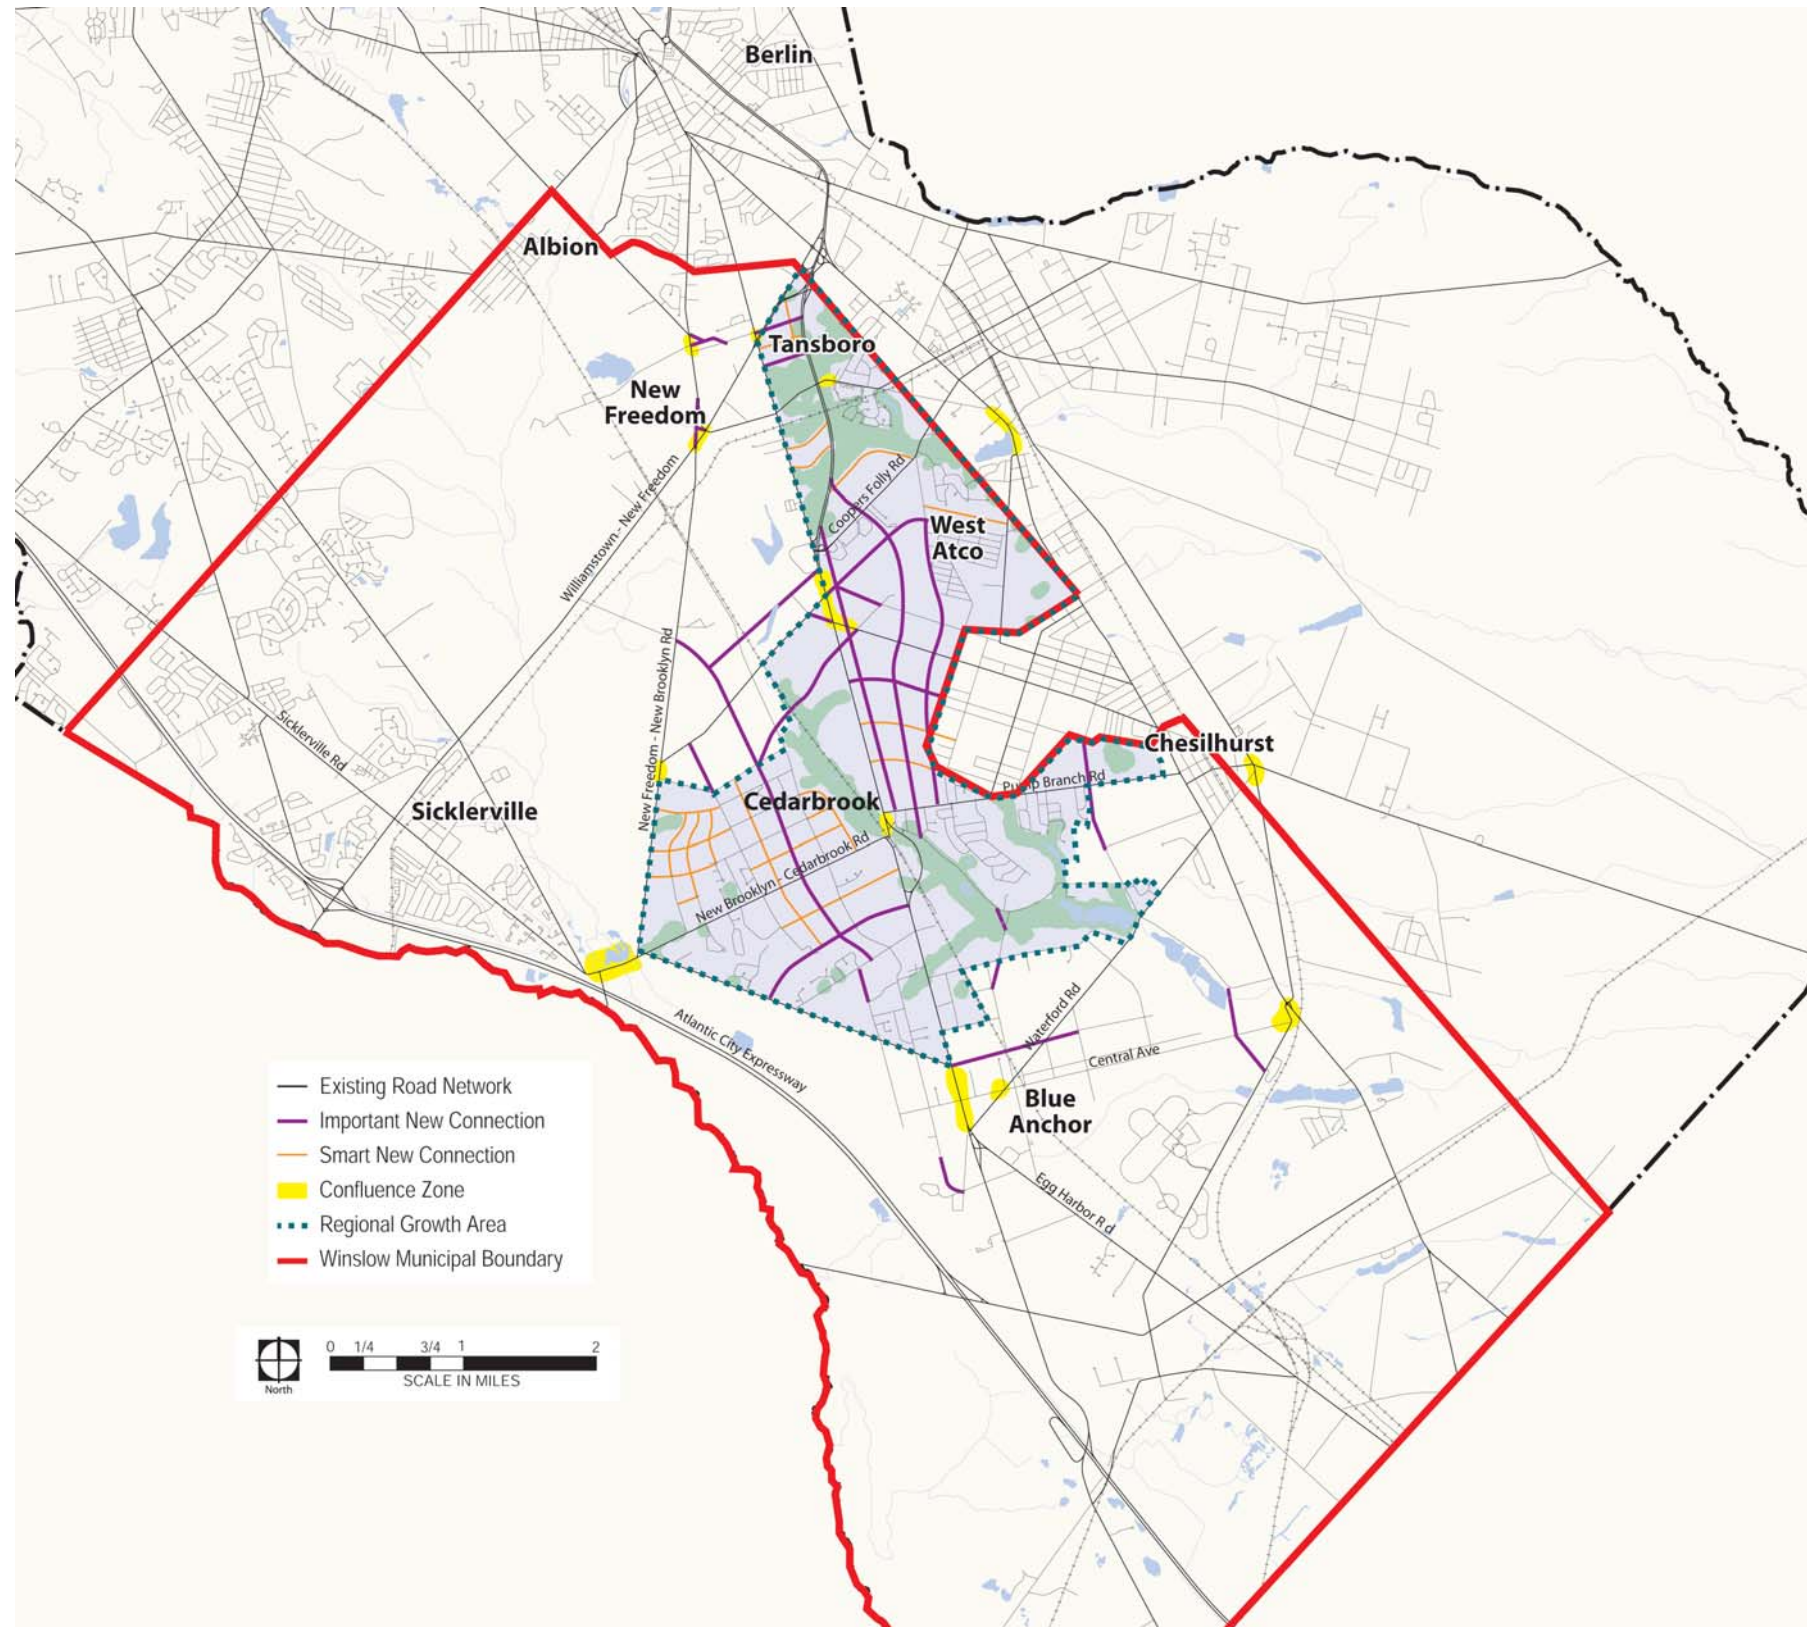 Berlin
Albion
Tansboro
New
Freedom
Williamstown - New Freedom
Coopers Folly Rd
West
Atco
New Freedom - New Brooklyn Rd
Sicklerville Rd
Chesilhurst
Pump Branch Rd
Cedarbrook
Sicklerville
New Brooklyn - Cedarbrook Rd
Atlantic City Expressway
Waterford Rd
Central Ave
Blue
Anchor
Egg Harbor R d
Existing Road Network
Important New Connection
Smart New Connection
Confluence Zone
Regional Growth Area
Winslow Municipal Boundary
0 1/4 3/4 1 2
SCALE IN MILES
North